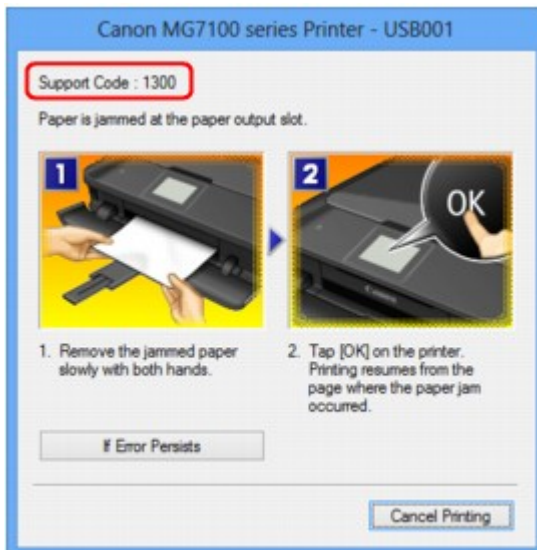 Canon MG7100 series Printer - USB001
Support Code : 1300
Paper is jammed at the paper output slot.
1
2
OK
Canon
1. Remove the jammed paper
slowly with both hands.
2. Tap [OK] on the printer.
Printing resumes from the
page where the paper jam
occurred.
If Error Persists
Cancel Printing